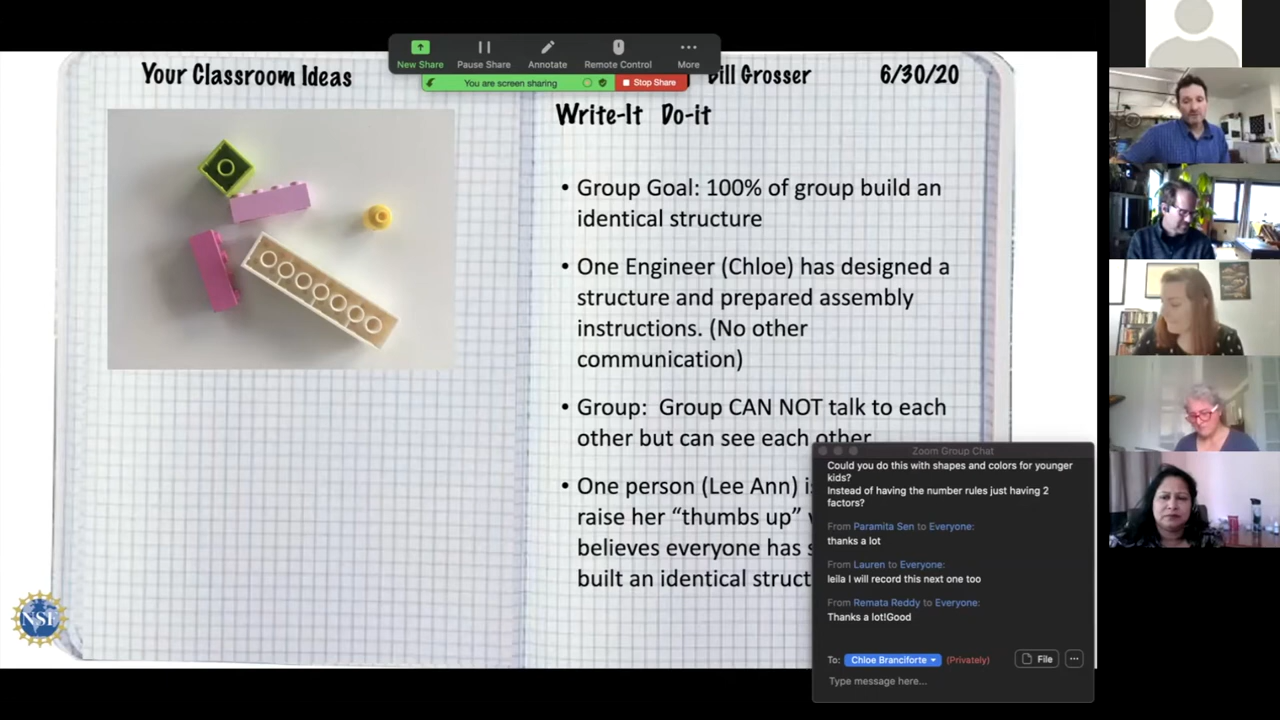 New Share
Pause Share
Annotate
Remote Control
More
You are screen sharing
Stop Share
Your Classroom Ideas
Bill Grosser
6/30/20
Write-It Do-it
• Group Goal: 100% of group build an
identical structure
• One Engineer (Chloe) has designed a
structure and prepared assembly
instructions. (No other
communication)
• Group: Group CAN NOT talk to each
other but can see each other
• One person (Lee Ann)
raise her “thumbs up”
believes everyone has
built an identical
NSF
Zoom Group Chat
Could you do this with shapes and colors for younger
kids?
Instead of having the number rules just having 2
factors?
From Paramita Sen to Everyone:
thanks a lot
From Lauren to Everyone:
leila I will record this next one too
From Remata Reddy to Everyone:
Thanks a lot!Good
To: Chloe Branciforte (Privately)
File
Type message here...